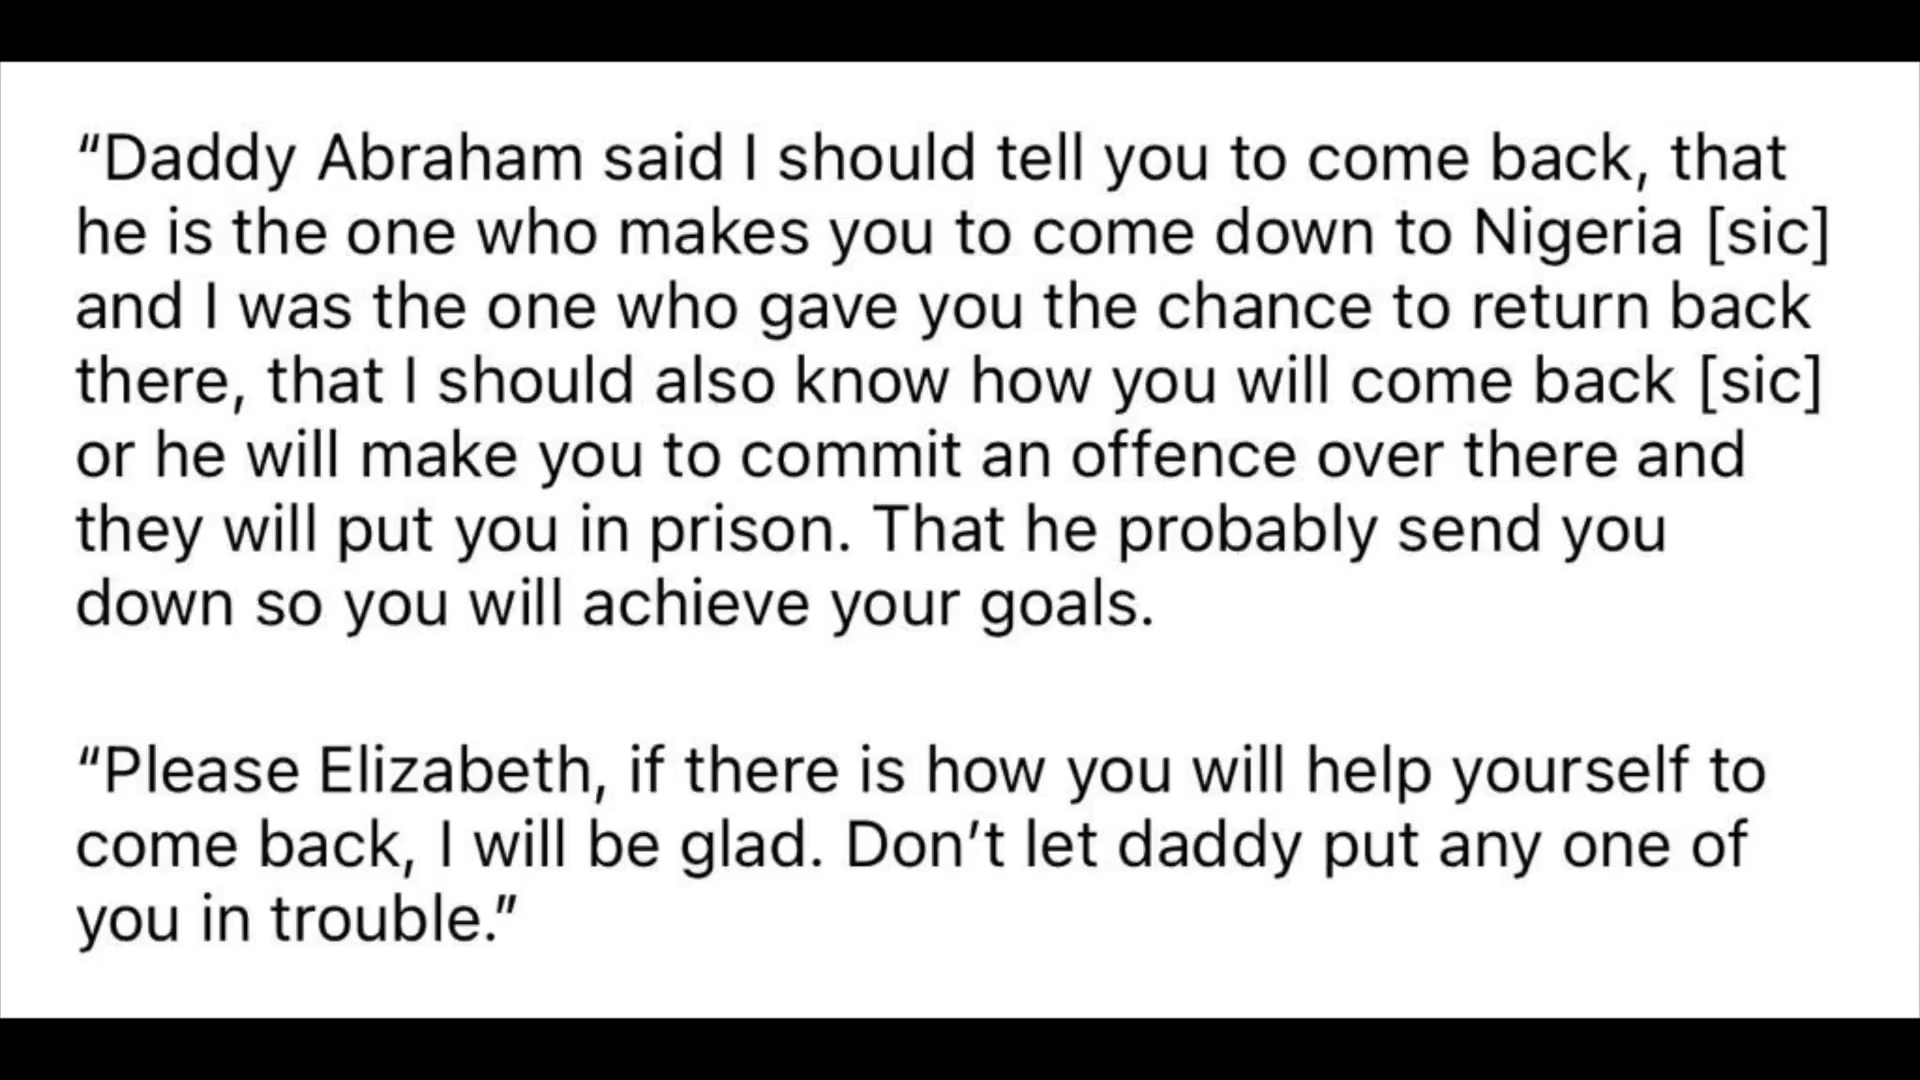 “Daddy Abraham said I should tell you to come back, that
he is the one who makes you to come down to Nigeria [sic]
and I was the one who gave you the chance to return back
there, that I should also know how you will come back [sic]
or he will make you to commit an offence over there and
they will put you in prison. That he probably send you
down so you will achieve your goals.
“Please Elizabeth, if there is how you will help yourself to
come back, I will be glad. Don’t let daddy put any one of
you in trouble.”